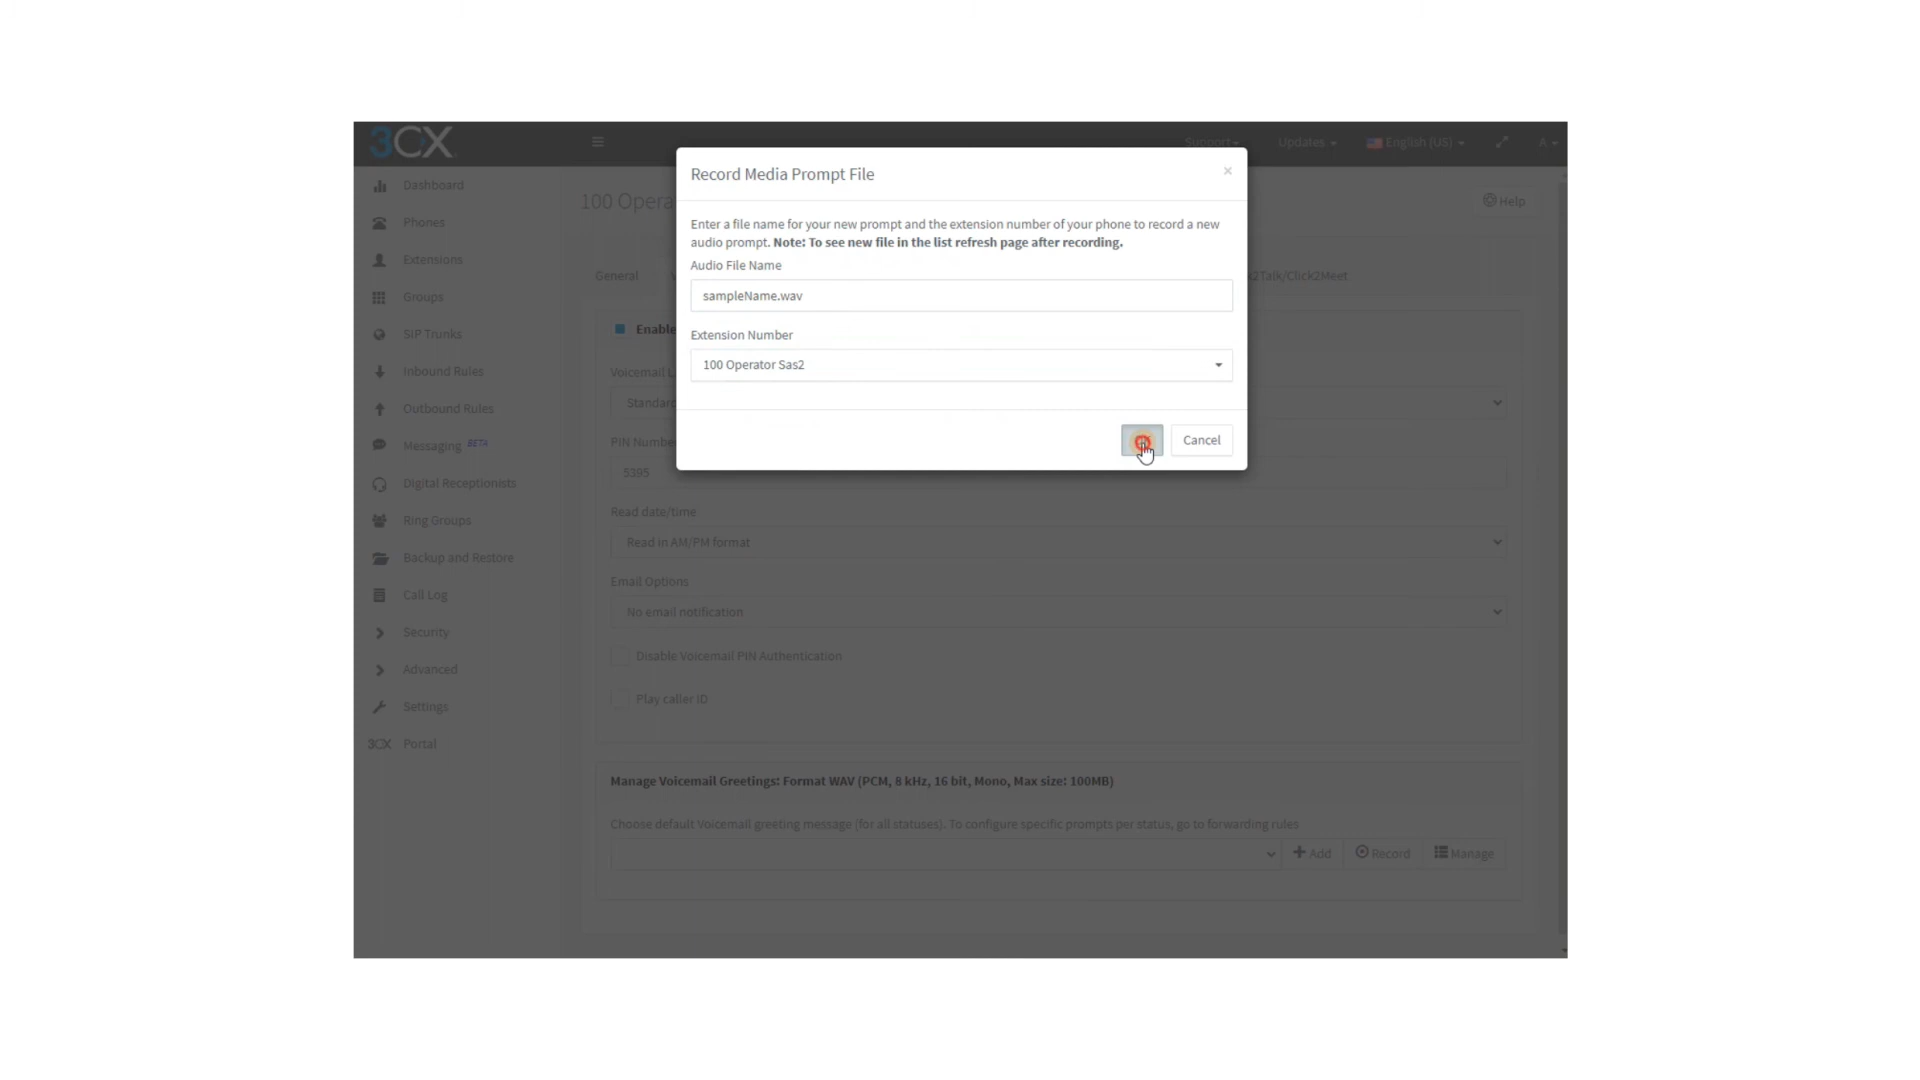 3CX
Support
Updates
English (US)
A
Dashboard
Phones
Extensions
Groups
SIP Trunks
Inbound Rules
Outbound Rules
Messaging BETA
Digital Receptionists
Ring Groups
Backup and Restore
Call Log
Security
Advanced
Settings
3CX Portal
100 Opera
Help
General
2Talk/Click2Meet
Record Media Prompt File
×
Enter a file name for your new prompt and the extension number of your phone to record a new
audio prompt. Note: To see new file in the list refresh page after recording.
Audio File Name
sampleName.wav
Extension Number
100 Operator Sas2
Cancel
Enable
Voicemail L
Standard
PIN Number
5395
Read date/time
Read in AM/PM format
Email Options
No email notification
Disable Voicemail PIN Authentication
Play caller ID
Manage Voicemail Greetings: Format WAV (PCM, 8 kHz, 16 bit, Mono, Max size: 100MB)
Choose default Voicemail greeting message (for all statuses). To configure specific prompts per status, go to forwarding rules
Add
Record
Manage